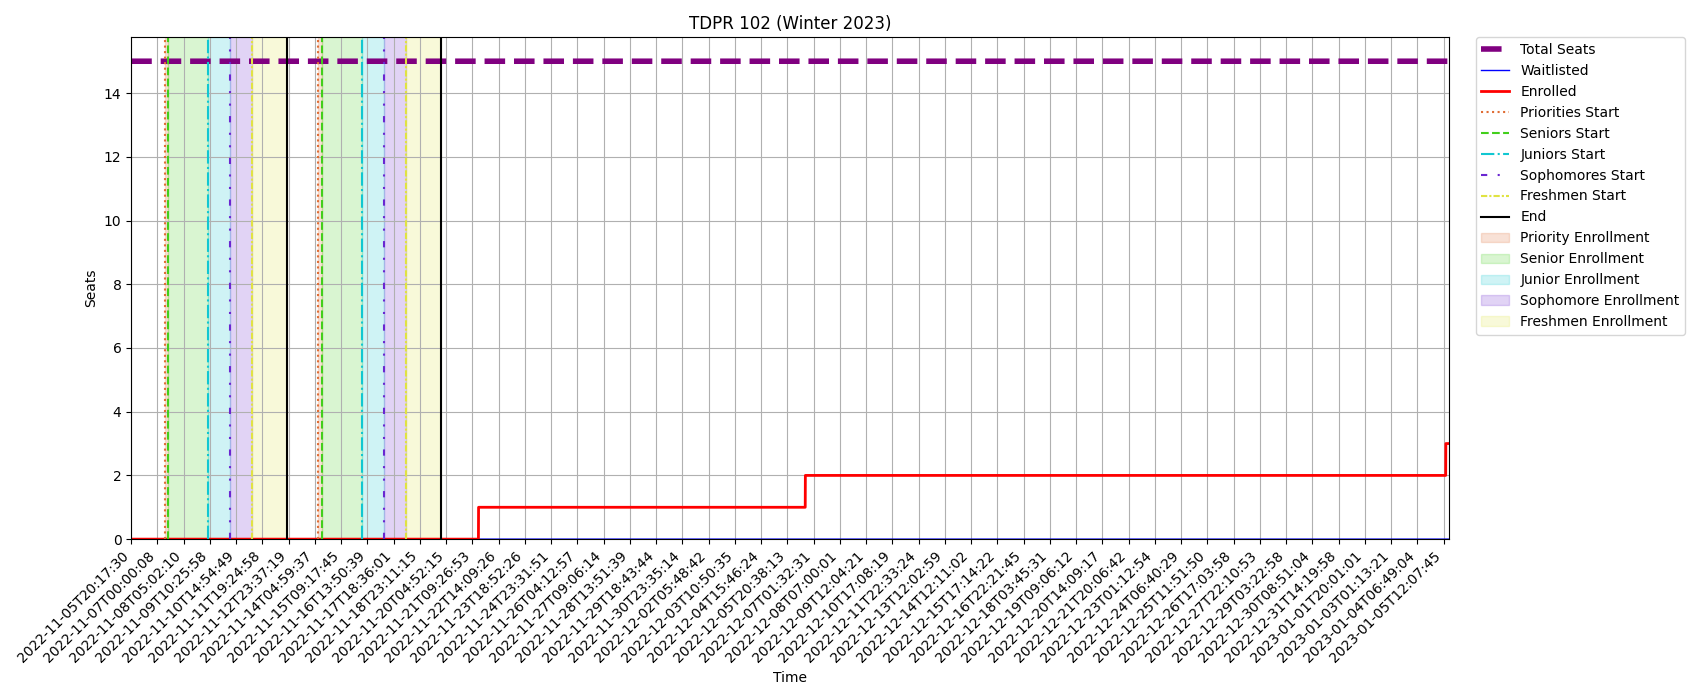 TDPR 102 (Winter 2023)
Seats
14
12
10
8
6
4
2
0
2022-11-05T20:17:30
2022-11-07T00:00:08
2022-11-08T05:02:10
2022-11-09T10:25:58
2022-11-10T14:54:49
2022-11-11T19:24:58
2022-11-12T23:37:19
2022-11-14T04:59:37
2022-11-15T09:17:45
2022-11-16T13:50:39
2022-11-17T18:36:01
2022-11-18T23:11:15
2022-11-20T04:52:15
2022-11-21T09:26:53
2022-11-22T14:09:26
2022-11-23T18:52:26
2022-11-24T23:31:51
2022-11-26T04:12:57
2022-11-27T09:06:14
2022-11-28T13:51:39
2022-11-29T18:43:44
2022-11-30T23:35:14
2022-12-02T05:48:42
2022-12-03T10:50:35
2022-12-04T15:46:24
2022-12-05T20:38:13
2022-12-07T01:32:31
2022-12-08T07:00:01
2022-12-09T12:04:21
2022-12-10T17:08:19
2022-12-11T22:33:24
2022-12-13T12:02:59
2022-12-14T12:11:02
2022-12-15T17:14:22
2022-12-16T22:21:45
2022-12-18T03:45:31
2022-12-19T09:06:12
2022-12-20T14:09:17
2022-12-21T20:06:42
2022-12-23T01:12:54
2022-12-24T06:40:29
2022-12-25T11:51:50
2022-12-26T17:03:58
2022-12-27T22:10:53
2022-12-29T03:22:58
2022-12-30T08:51:04
2022-12-31T14:19:58
2023-01-01T20:01:01
2023-01-03T01:13:21
2023-01-04T06:49:04
2023-01-05T12:07:45
Time
Total Seats
Waitlisted
Enrolled
Priorities Start
Seniors Start
Juniors Start
Sophomores Start
Freshmen Start
End
Priority Enrollment
Senior Enrollment
Junior Enrollment
Sophomore Enrollment
Freshmen Enrollment